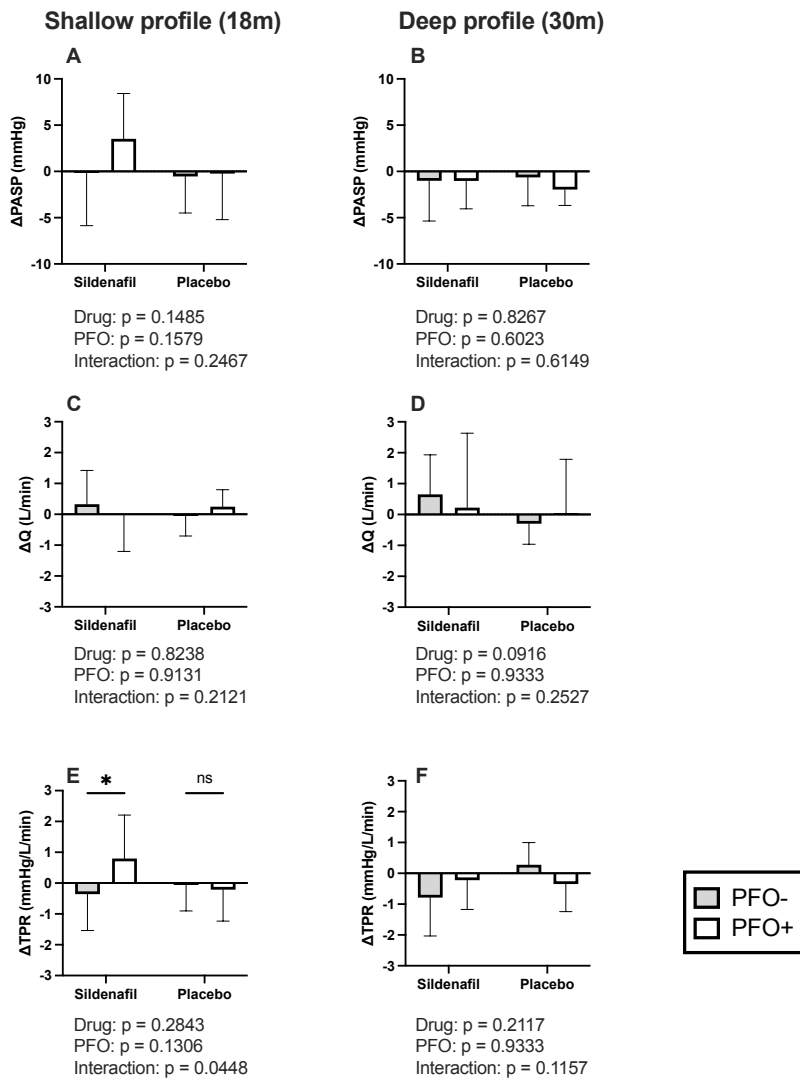 Shallow profile (18m)
Deep profile (30m)
A
10
5
0
-5
-10
ΔPASP (mmHg)
Sildenafil
Placebo
Drug: p = 0.1485
PFO: p = 0.1579
Interaction: p = 0.2467
B
10
5
0
-5
-10
ΔPASP (mmHg)
Sildenafil
Placebo
Drug: p = 0.8267
PFO: p = 0.6023
Interaction: p = 0.6149
C
3
2
1
0
-1
-2
-3
ΔQ (L/min)
Sildenafil
Placebo
Drug: p = 0.8238
PFO: p = 0.9131
Interaction: p = 0.2121
D
3
2
1
0
-1
-2
-3
ΔQ (L/min)
Sildenafil
Placebo
Drug: p = 0.0916
PFO: p = 0.9333
Interaction: p = 0.2527
E
*
ns
3
2
1
0
-1
-2
-3
ΔTPR (mmHg/L/min)
Sildenafil
Placebo
Drug: p = 0.2843
PFO: p = 0.1306
Interaction: p = 0.0448
F
3
2
1
0
-1
-2
-3
ΔTPR (mmHg/L/min)
Sildenafil
Placebo
Drug: p = 0.2117
PFO: p = 0.9333
Interaction: p = 0.1157
PFO-
PFO+